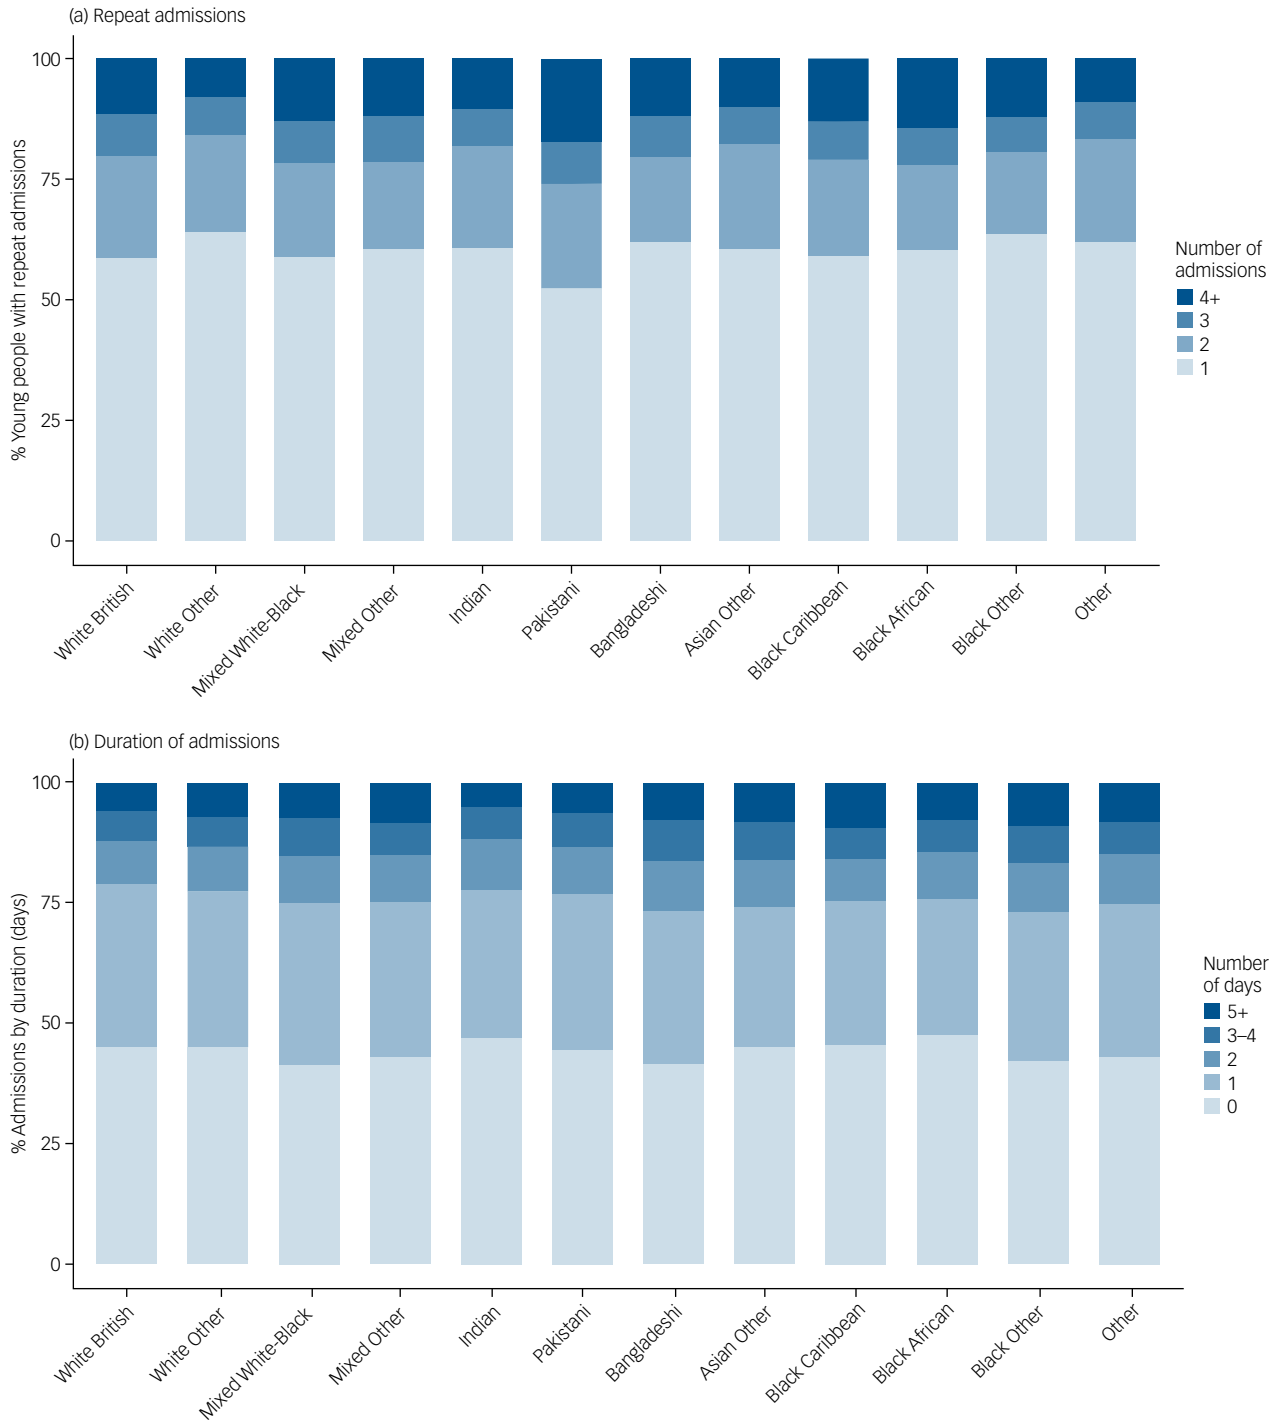 (a) Repeat admissions
100
75
50
25
0
% Young people with repeat admissions
White British
White Other
Mixed White-Black
Mixed Other
Indian
Pakistani
Bangladeshi
Asian Other
Black Caribbean
Black African
Black Other
Other
Number of
admissions
4+
3
2
1
(b) Duration of admissions
100
75
50
25
0
% Admissions by duration (days)
White British
White Other
Mixed White-Black
Mixed Other
Indian
Pakistani
Bangladeshi
Asian Other
Black Caribbean
Black African
Black Other
Other
Number
of days
5+
3–4
2
1
0